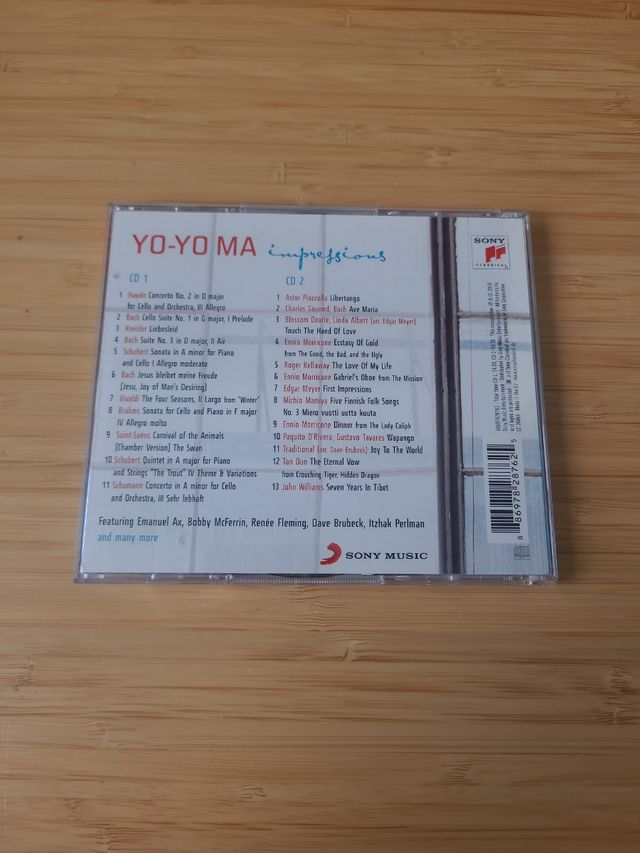 YO-YO MA impressions
CD 1
1 Haydn Concerto No. 2 in D major
for Cello and Orchestra, III Allegro
2 Bach Cello Suite No. 1 in G major, I Prelude
3 Kreisler Liebesleid
4 Bach Suite No. 3 in D major, II Air
5 Schubert Sonata in A minor for Piano
and Cello I Allegro moderato
6 Bach Jesus bleibet meine Freude
[Jesu, Joy of Man's Desiring]
7 Vivaldi The Four Seasons, II Largo from "Winter"
8 Brahms Sonata for Cello and Piano in F major
IV Allegro molto
9 Saint-Saëns Carnival of the Animals
[Chamber Version] The Swan
10 Schubert Quintet in A major for Piano
and Strings "The Trout" IV Theme & Variations
11 Schumann Concerto in A minor for Cello
and Orchestra, III Sehr lebhaft
CD 2
1 Astor Piazzolla Libertango
2 Charles Gounod, Bach Ave Maria
3 Blossom Dearie, Linda Albert (arr. Edgar Meyer)
Touch The Hand Of Love
4 Ennio Morricone Ecstasy Of Gold
from The Good, the Bad, and the Ugly
5 Roger Kellaway The Love Of My Life
6 Ennio Morricone Gabriel's Oboe from The Mission
7 Edgar Meyer First Impressions
8 Michio Mamiya Five Finnish Folk Songs
No. 3 Miero vuotti uutta kuuta
9 Ennio Morricone Dinner from The Lady Caliph
10 Paquito D'Rivera, Gustavo Tavares Wapango
11 Traditional (arr. Dave Brubeck) Joy To The World
12 Tan Dun The Eternal Vow
from Crouching Tiger, Hidden Dragon
13 John Williams Seven Years In Tibet
Featuring Emanuel Ax, Bobby McFerrin, Renée Fleming, Dave Brubeck, Itzhak Perlman
and many more
SONY MUSIC
SONY
CLASSICAL
8 86978 28762 5